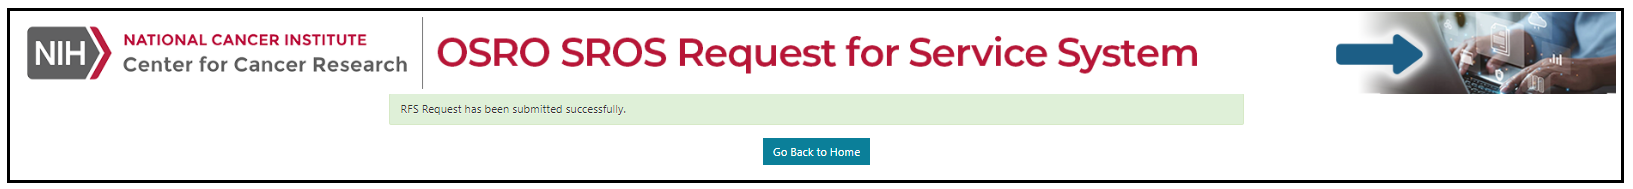 NIH
NATIONAL CANCER INSTITUTE
Center for Cancer Research
OSRO SROS Request for Service System
RFS Request has been submitted successfully.
Go Back to Home